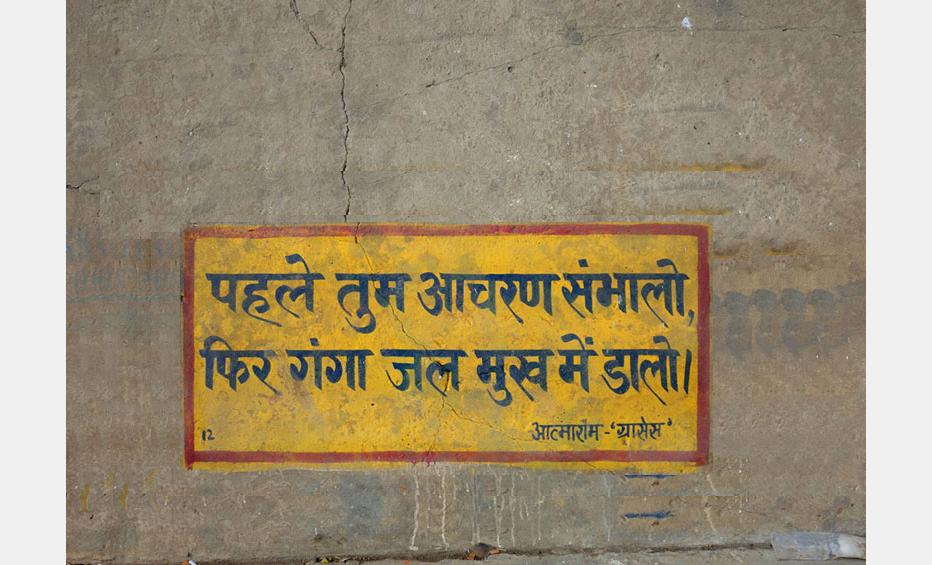 पहले तुम आचरण संभालो,
फिर गंगा जल मुख में डालो।
12
आत्माराम-'ग्रासेस'